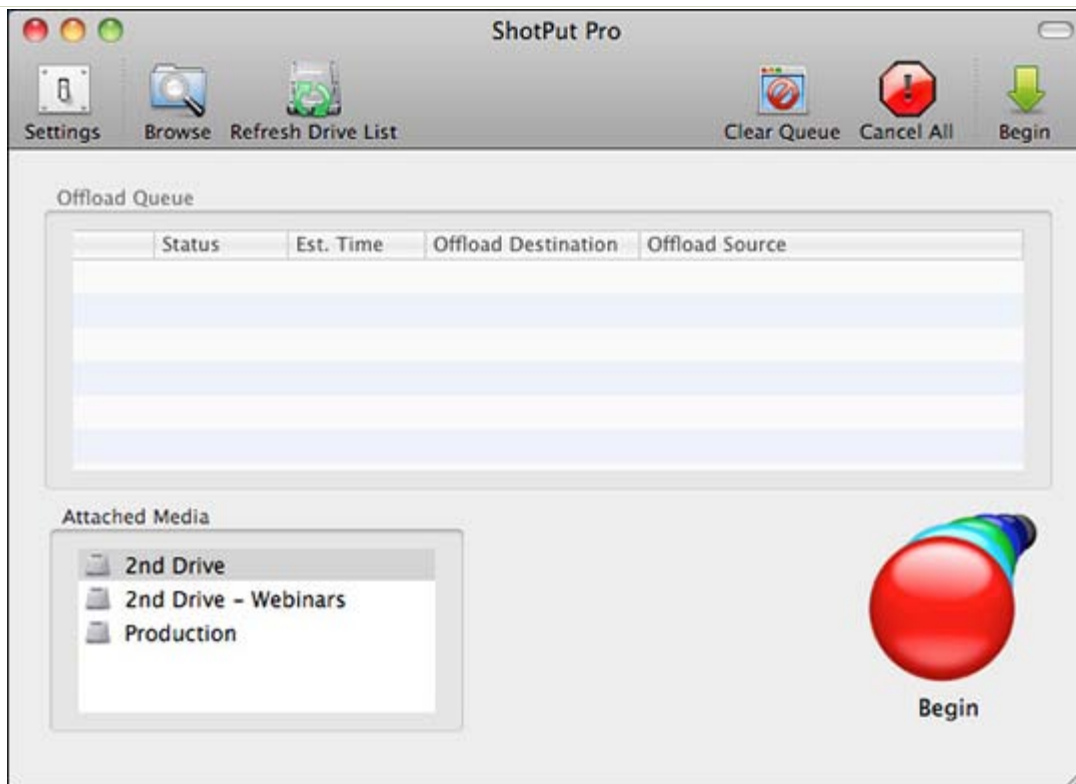 ShotPut Pro
Settings Browse Refresh Drive List Clear Queue Cancel All Begin
Offload Queue
Status Est. Time Offload Destination Offload Source
Attached Media
2nd Drive
2nd Drive – Webinars
Production
Begin